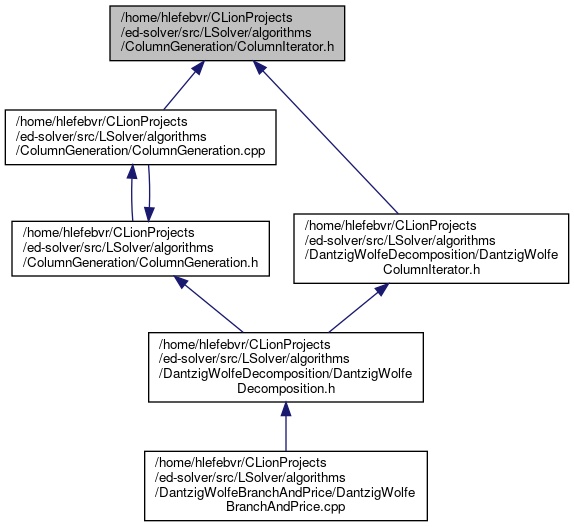 /home/hlefebvr/CLionProjects
/ed-solver/src/LSolver/algorithms
/ColumnGeneration/ColumnIterator.h
/home/hlefebvr/CLionProjects
/ed-solver/src/LSolver/algorithms
/ColumnGeneration/ColumnGeneration.cpp
/home/hlefebvr/CLionProjects
/ed-solver/src/LSolver/algorithms
/ColumnGeneration/ColumnGeneration.h
/home/hlefebvr/CLionProjects
/ed-solver/src/LSolver/algorithms
/DantzigWolfeDecomposition/DantzigWolfe
ColumnIterator.h
/home/hlefebvr/CLionProjects
/ed-solver/src/LSolver/algorithms
/DantzigWolfeDecomposition/DantzigWolfe
Decomposition.h
/home/hlefebvr/CLionProjects
/ed-solver/src/LSolver/algorithms
/DantzigWolfeBranchAndPrice/DantzigWolfe
BranchAndPrice.cpp